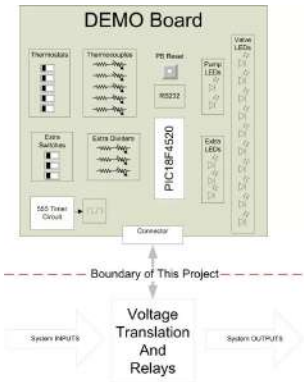 DEMO Board
Valve
LEDs
Thermostats
Thermocouples
PB Reset
Pump
LEDs
RS232
Extra
Switches
Extra Dividers
PIC18F4520
Extra
LEDs
555 Timer
Circuit
Connector
Boundary of This Project
Voltage
Translation
And
Relays
System INPUTS
System OUTPUTS